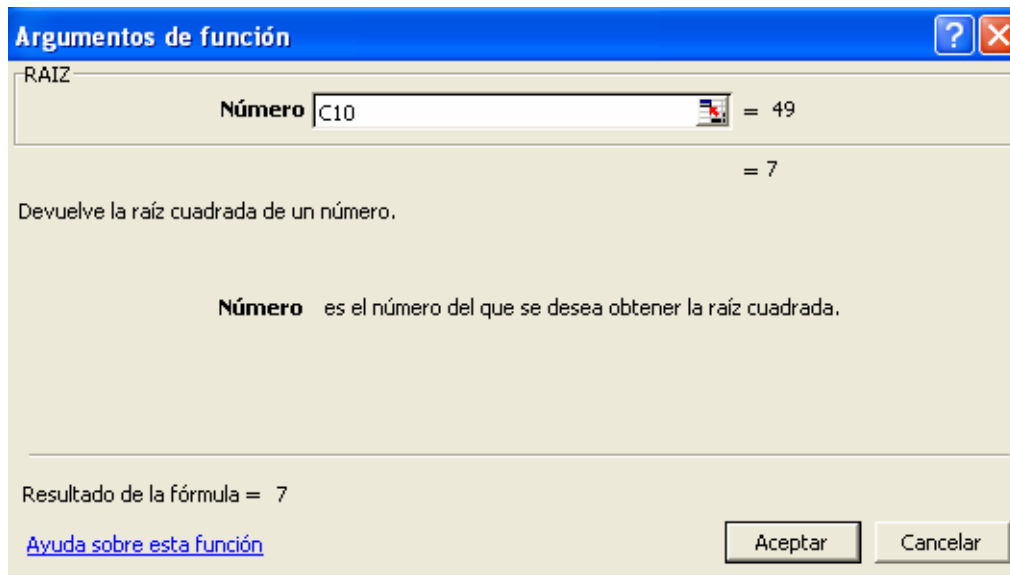 Argumentos de función
RAIZ
Número C10 = 49
= 7
Devuelve la raíz cuadrada de un número.
Número es el número del que se desea obtener la raíz cuadrada.
Resultado de la fórmula = 7
Ayuda sobre esta función Aceptar Cancelar